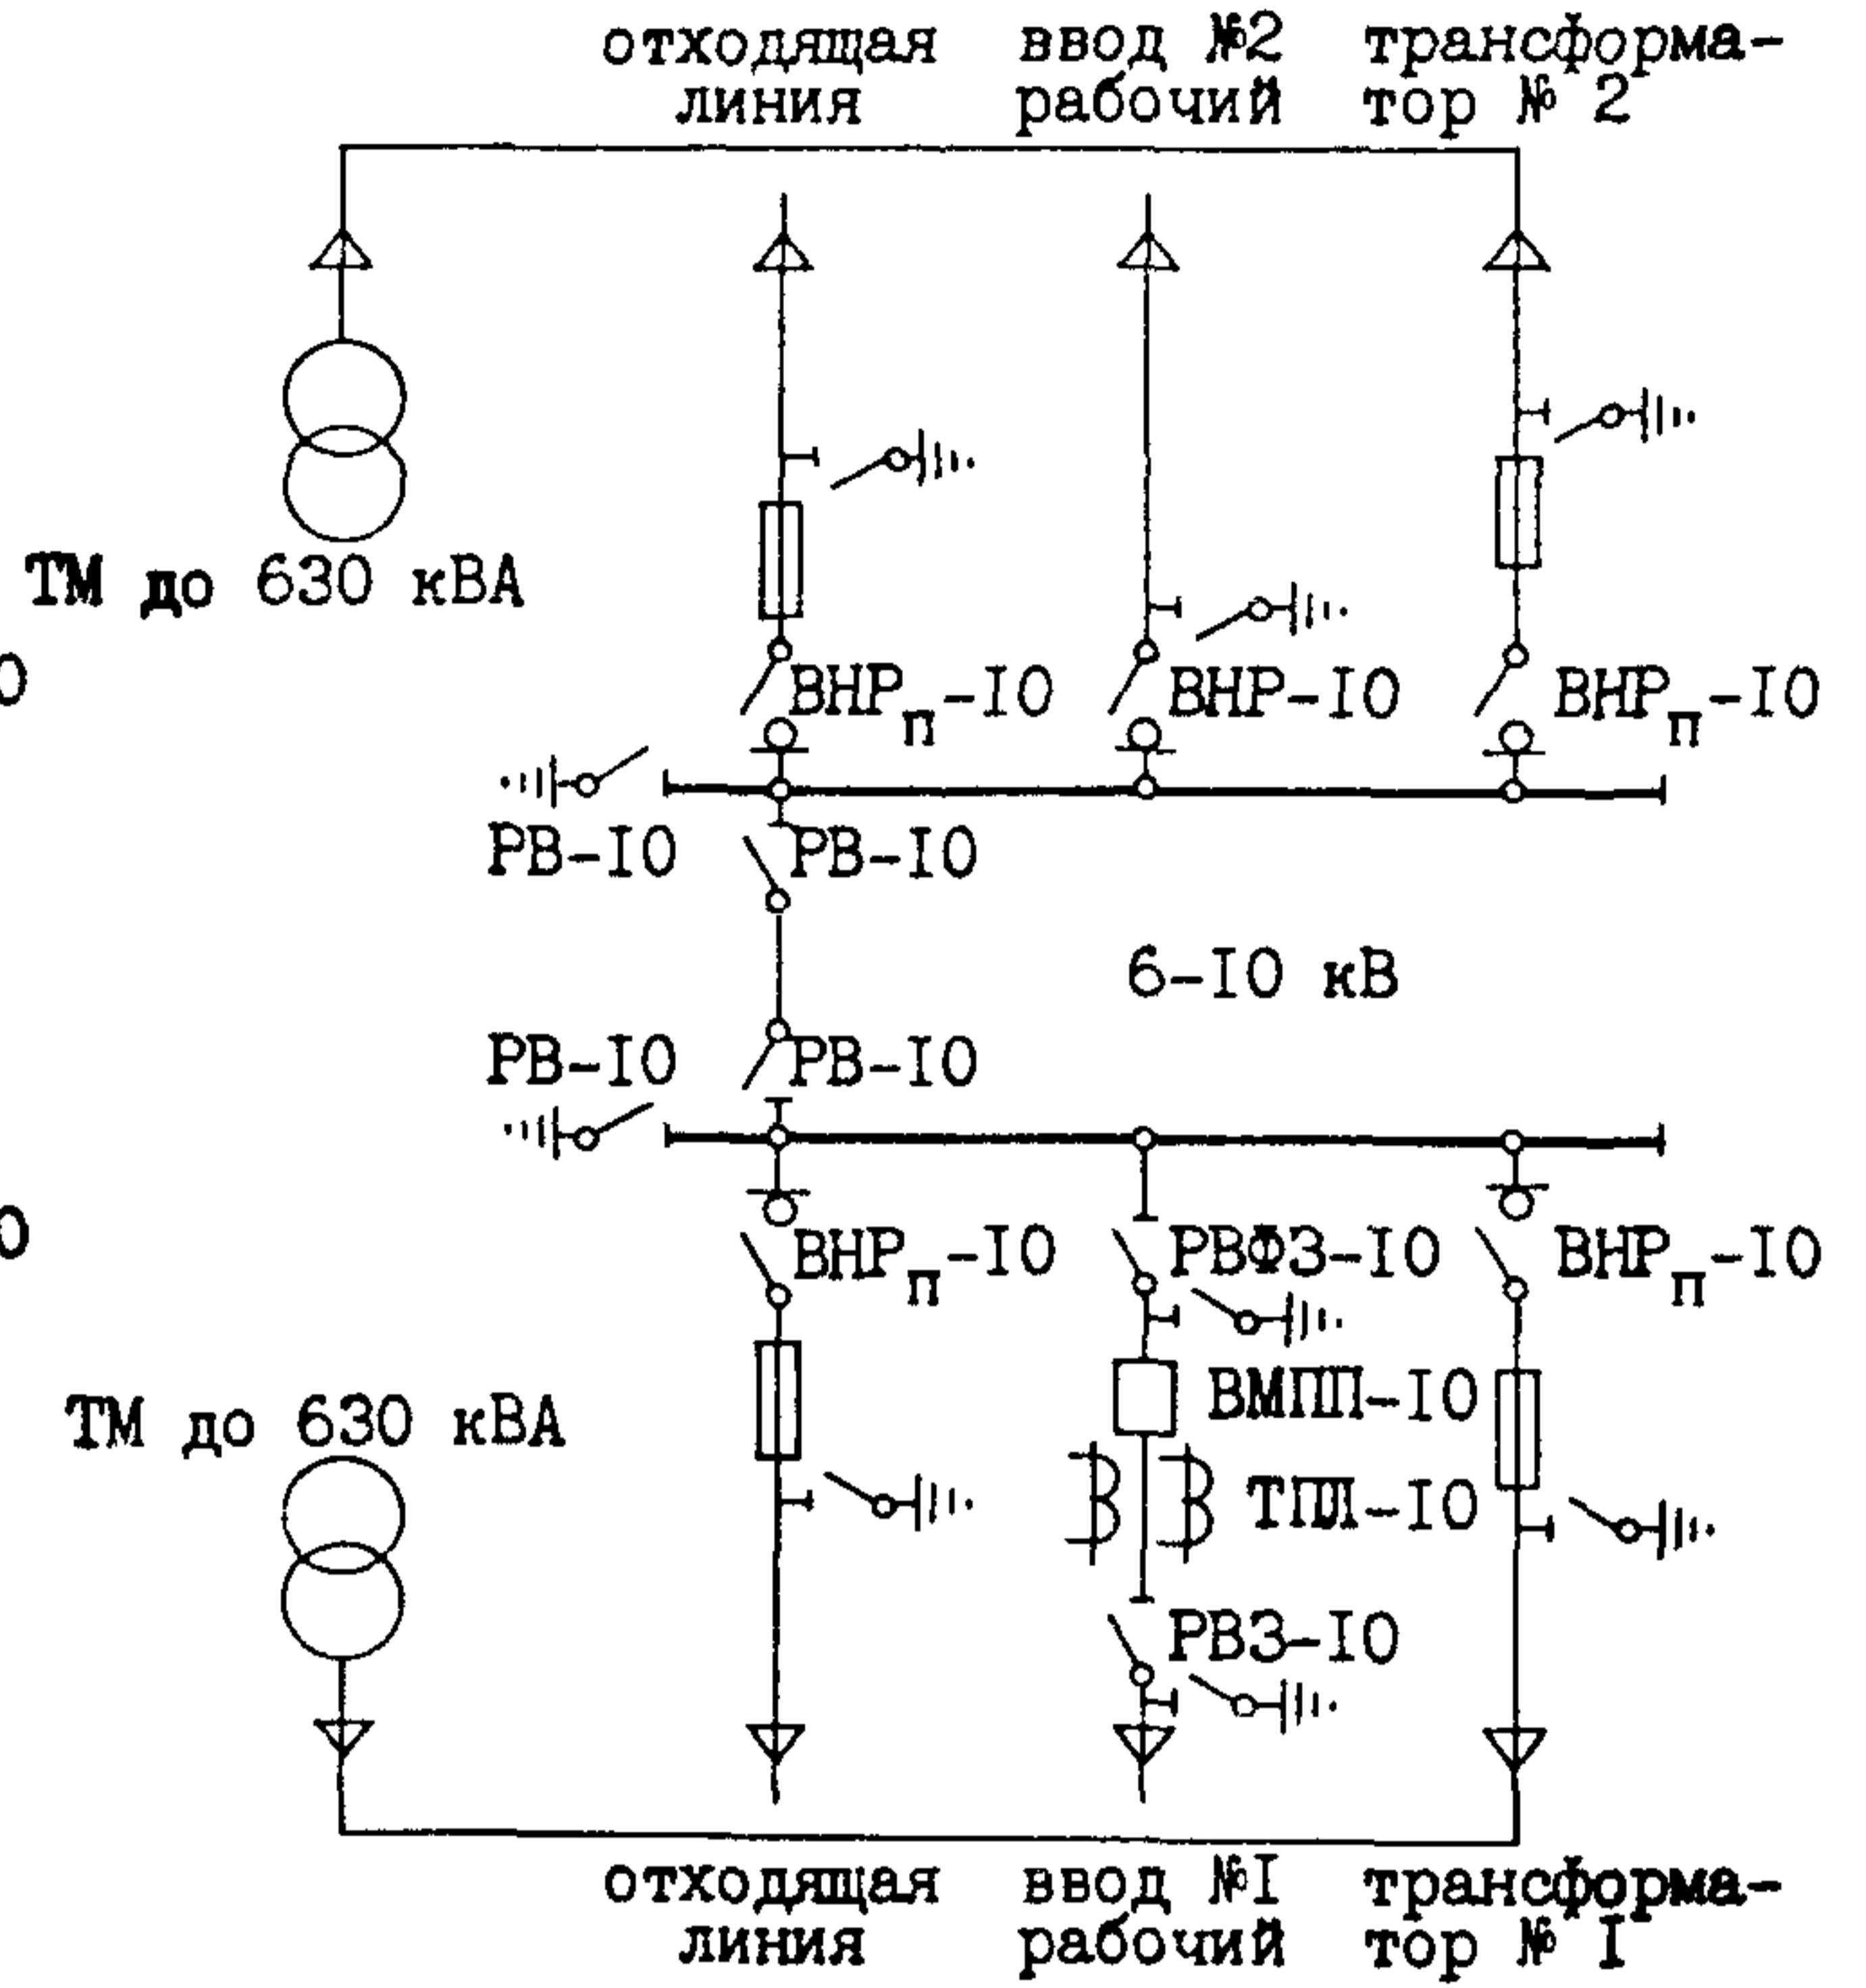 отходящая ввод №2 трансформа-
линия рабочий тор № 2
ТМ до 630 кВА
0
ВНРп-10 ВНР-10 ВНРп-10
РВ-10 РВ-10
6-10 кВ
РВ-10 РВ-10
0
ВНРп-10 РВФЗ-10 ВНРп-10
ТМ до 630 кВА ВМПП-10
ТПЛ-10
РВЗ-10
отходящая ввод №1 трансформа-
линия рабочий тор № 1